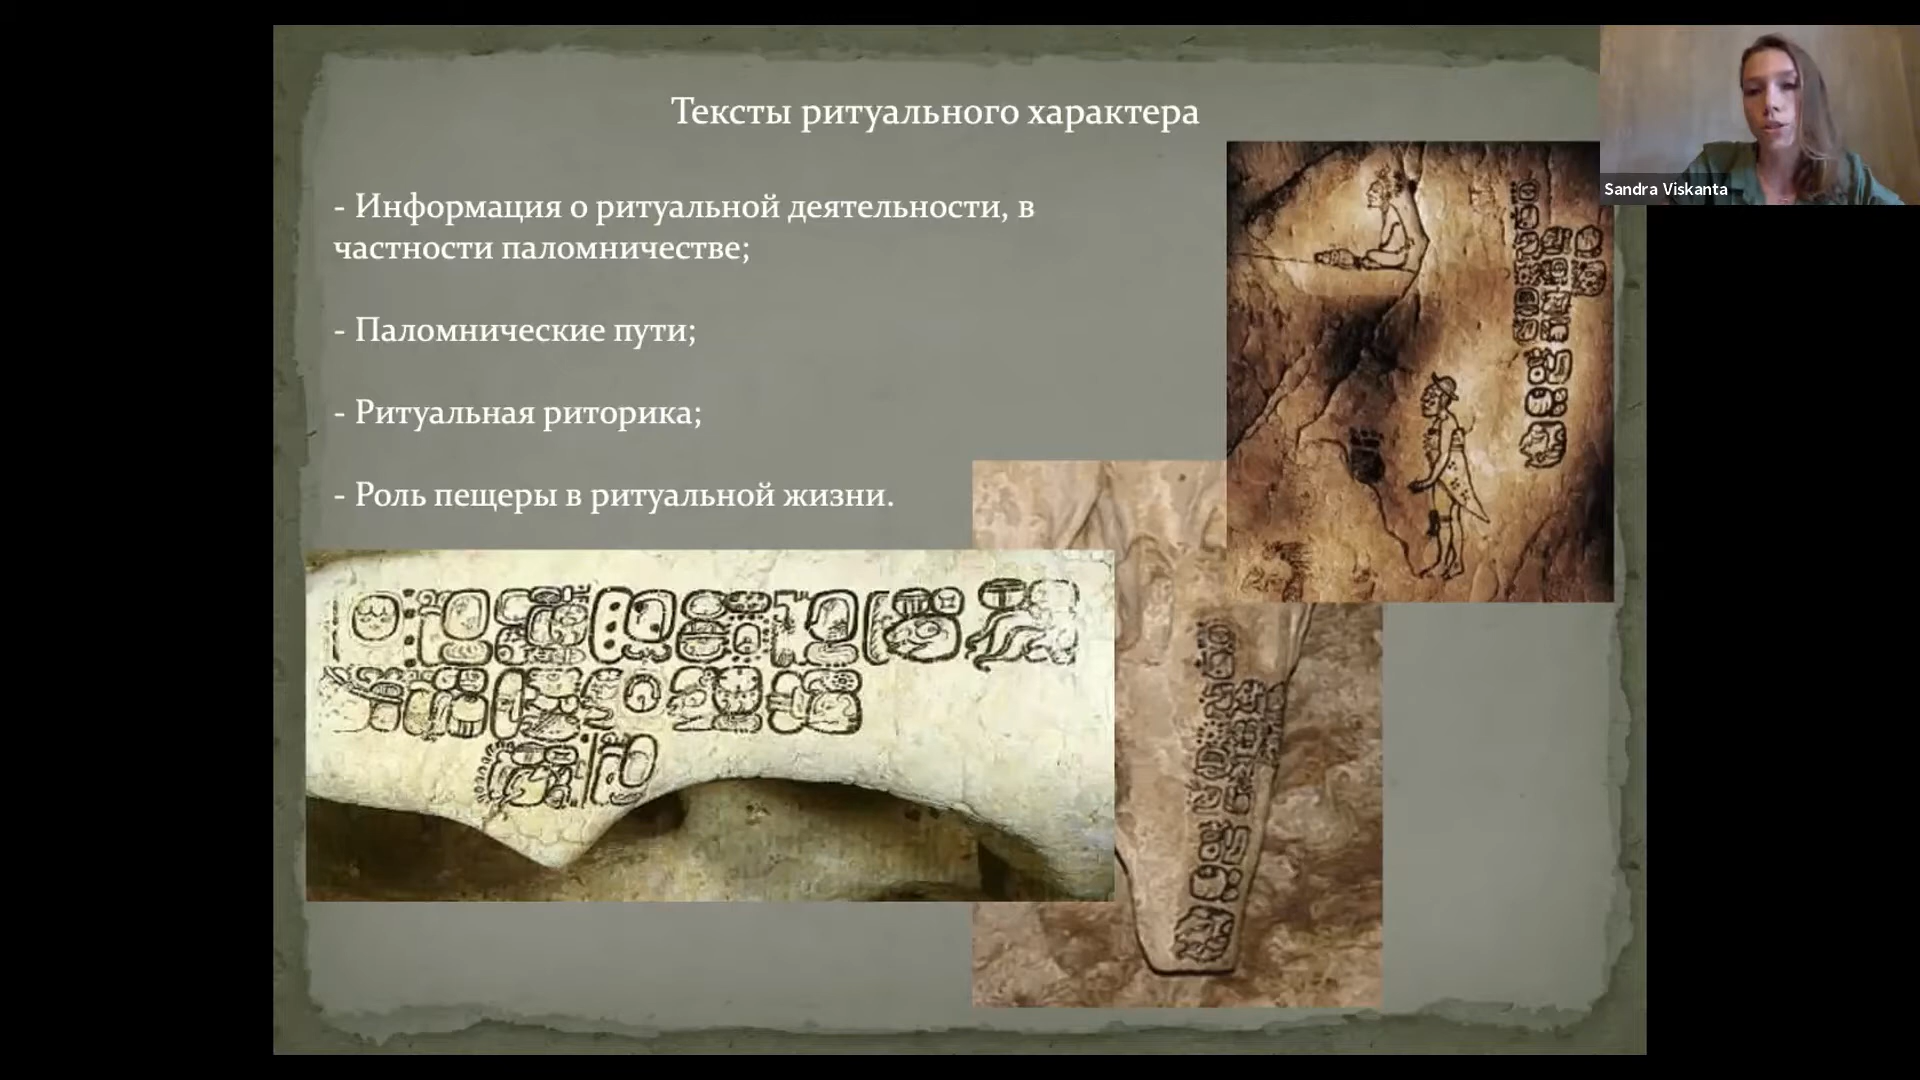 Тексты ритуального характера
Sandra Viskanta
- Информация о ритуальной деятельности, в
частности паломничестве;
- Паломнические пути;
- Ритуальная риторика;
- Роль пещеры в ритуальной жизни.